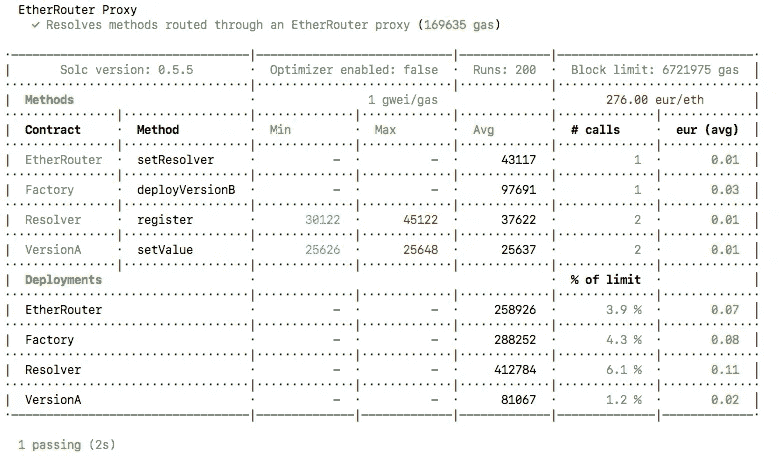 EtherRouter Proxy
✓ Resolves methods routed through an EtherRouter proxy (169635 gas)
Solc version: 0.5.5 Optimizer enabled: false Runs: 200 Block limit: 6721975 gas
Methods 1 gwei/gas 276.00 eur/eth
Contract Method Min Max Avg # calls eur (avg)
EtherRouter setResolver – – 43117 1 0.01
Factory deployVersionB – – 97691 1 0.03
Resolver register 30122 45122 37622 2 0.01
VersionA setValue 25626 25648 25637 2 0.01
Deployments % of limit
EtherRouter – – 258926 3.9 % 0.07
Factory – – 288252 4.3 % 0.08
Resolver – – 412784 6.1 % 0.11
VersionA – – 81067 1.2 % 0.02
1 passing (2s)